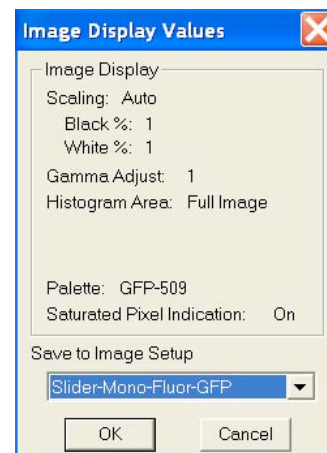 Image Display Values
Image Display
Scaling: Auto
Black %: 1
White %: 1
Gamma Adjust: 1
Histogram Area: Full Image
Palette: GFP-509
Saturated Pixel Indication: On
Save to Image Setup
Slider-Mono-Fluor-GFP
OK Cancel